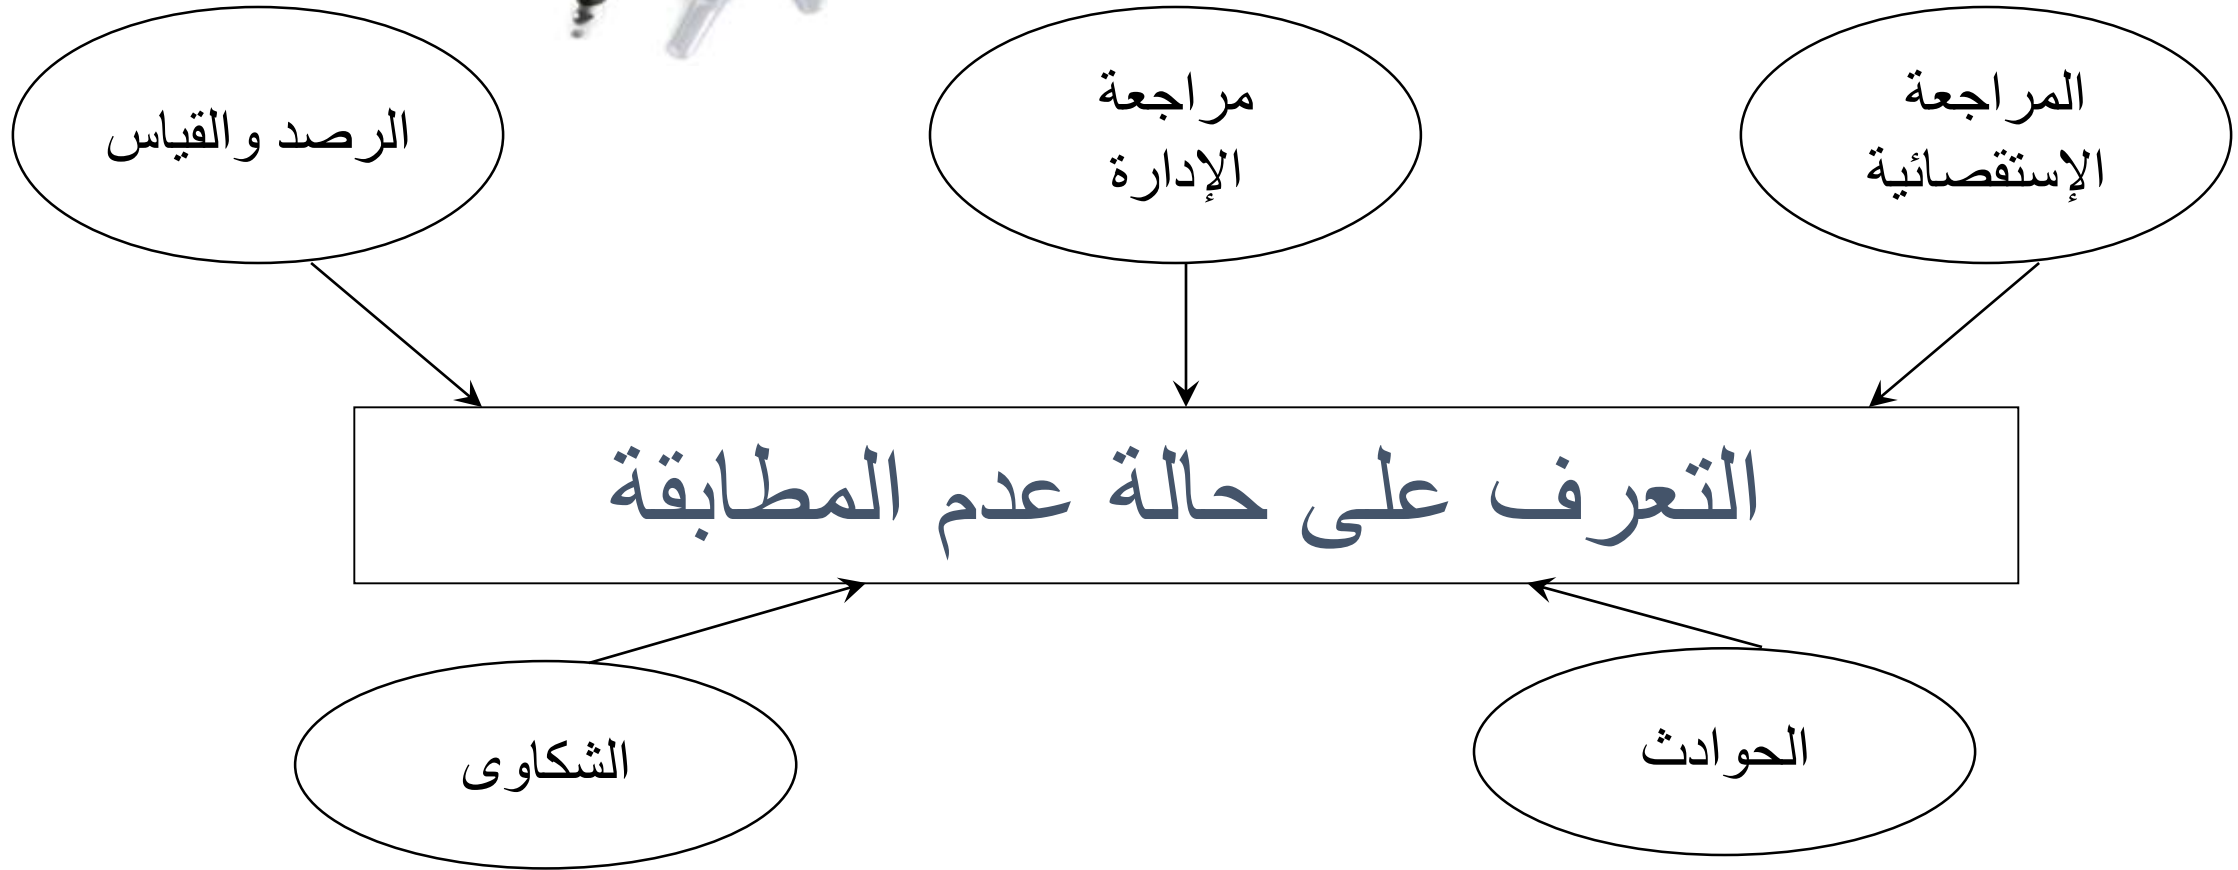 المراجعة
الإستقصائية
مراجعة
الإدارة
الرصد والقياس
التعرف على حالة عدم المطابقة
الحوادث
الشكاوى